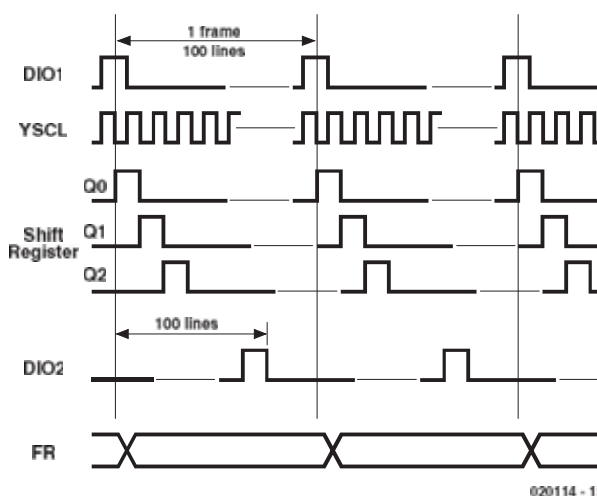 1 frame
100 lines
DIO1
YSCL
Q0
Shift
Register
Q1
Q2
100 lines
DIO2
FR
020114 - 1